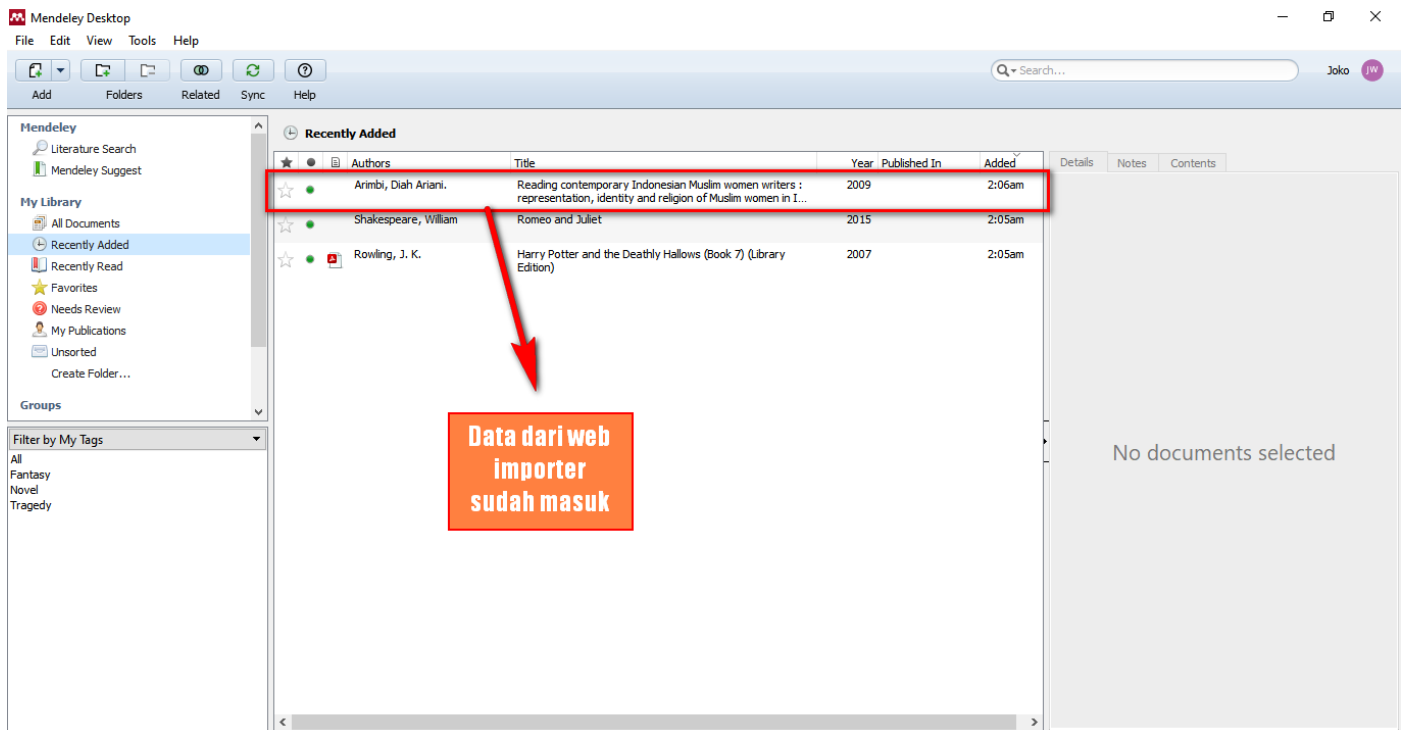 Mendeley Desktop
File Edit View Tools Help
Search...
Joko JW
Add Folders Related Sync Help
Mendeley
Literature Search
Mendeley Suggest
My Library
All Documents
Recently Added
Recently Read
Favorites
Needs Review
My Publications
Unsorted
Create Folder...
Groups
Filter by My Tags
All
Fantasy
Novel
Tragedy
Recently Added
Authors Title Year Published In Added
Arimbi, Diah Ariani. Reading contemporary Indonesian Muslim women writers : 2009 2:06am
representation, identity and religion of Muslim women in I...
Shakespeare, William Romeo and Juliet 2015 2:05am
Rowling, J. K. Harry Potter and the Deathly Hallows (Book 7) (Library 2007 2:05am
Edition)
Data dari web
importer
sudah masuk
Details Notes Contents
No documents selected